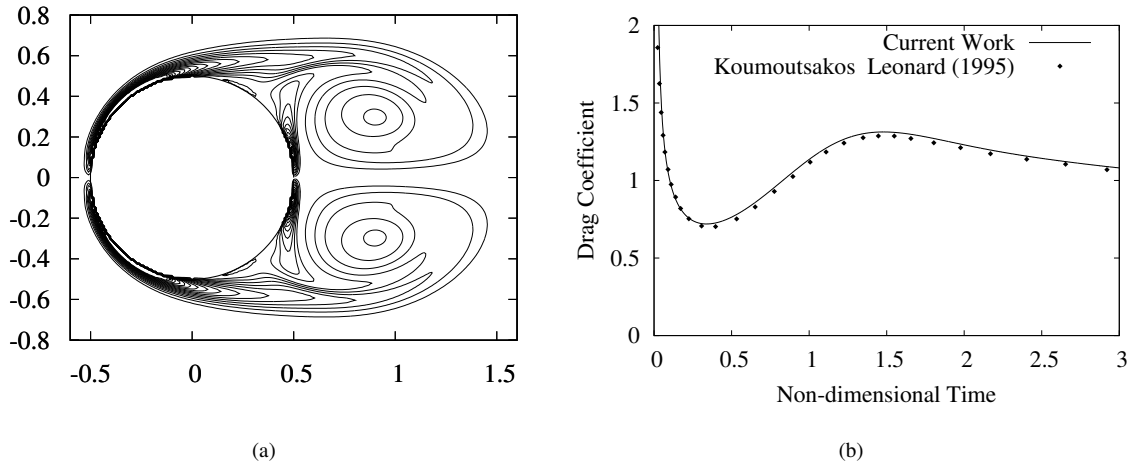 0.8
0.6
0.4
0.2
0
-0.2
-0.4
-0.6
-0.8
-0.5 0 0.5 1 1.5
(a)
2
1.5
1
0.5
0
0 0.5 1 1.5 2 2.5 3
Drag Coefficient
Non-dimensional Time
Current Work
Koumoutsakos Leonard (1995)
(b)